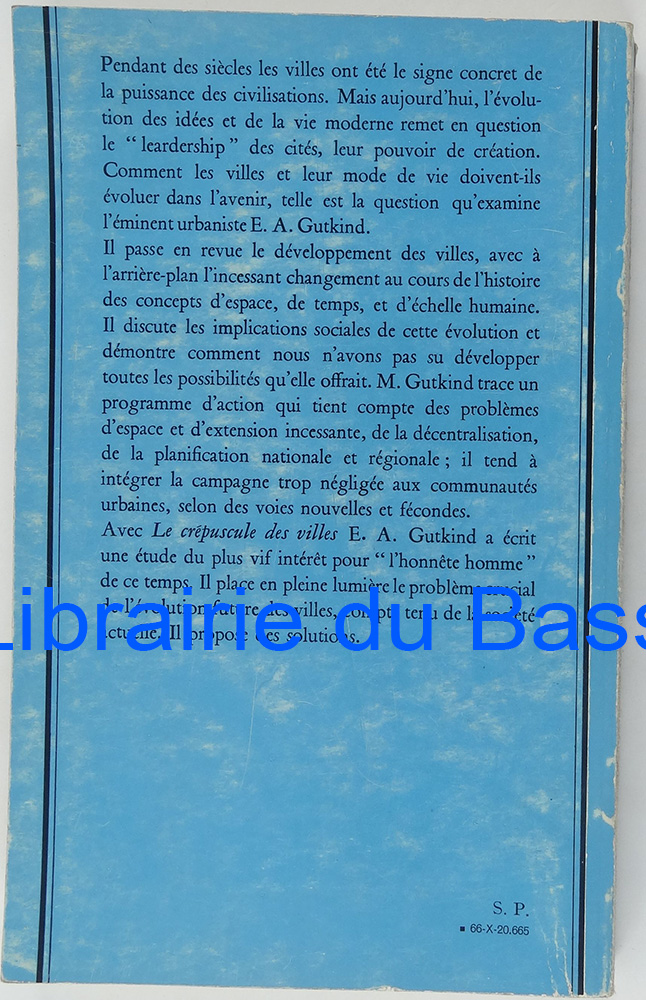 Pendant des siècles les villes ont été le signe concret de
la puissance des civilisations. Mais aujourd'hui, l'évolu-
tion des idées et de la vie moderne remet en question
le "leardership" des cités, leur pouvoir de création.
Comment les villes et leur mode de vie doivent-ils
évoluer dans l'avenir, telle est la question qu'examine
l'éminent urbaniste E. A. Gutkind.
Il passe en revue le développement des villes, avec à
l'arrière-plan l'incessant changement au cours de l'histoire
des concepts d'espace, de temps, et d'échelle humaine.
Il discute les implications sociales de cette évolution et
démontre comment nous n'avons pas su développer
toutes les possibilités qu'elle offrait. M. Gutkind trace un
programme d'action qui tient compte des problèmes
d'espace et d'extension incessante, de la décentralisation,
de la planification nationale et régionale ; il tend à
intégrer la campagne trop négligée aux communautés
urbaines, selon des voies nouvelles et fécondes.
Avec Le crépuscule des villes E. A. Gutkind a écrit
une étude du plus vif intérêt pour "l'honnête homme"
de ce temps. Il place en pleine lumière le problème crucial
de l'évolution future des villes, compte tenu de la société
actuelle. Il propose des solutions.
Librairie du Bass
S. P.
▪ 66-X-20.665